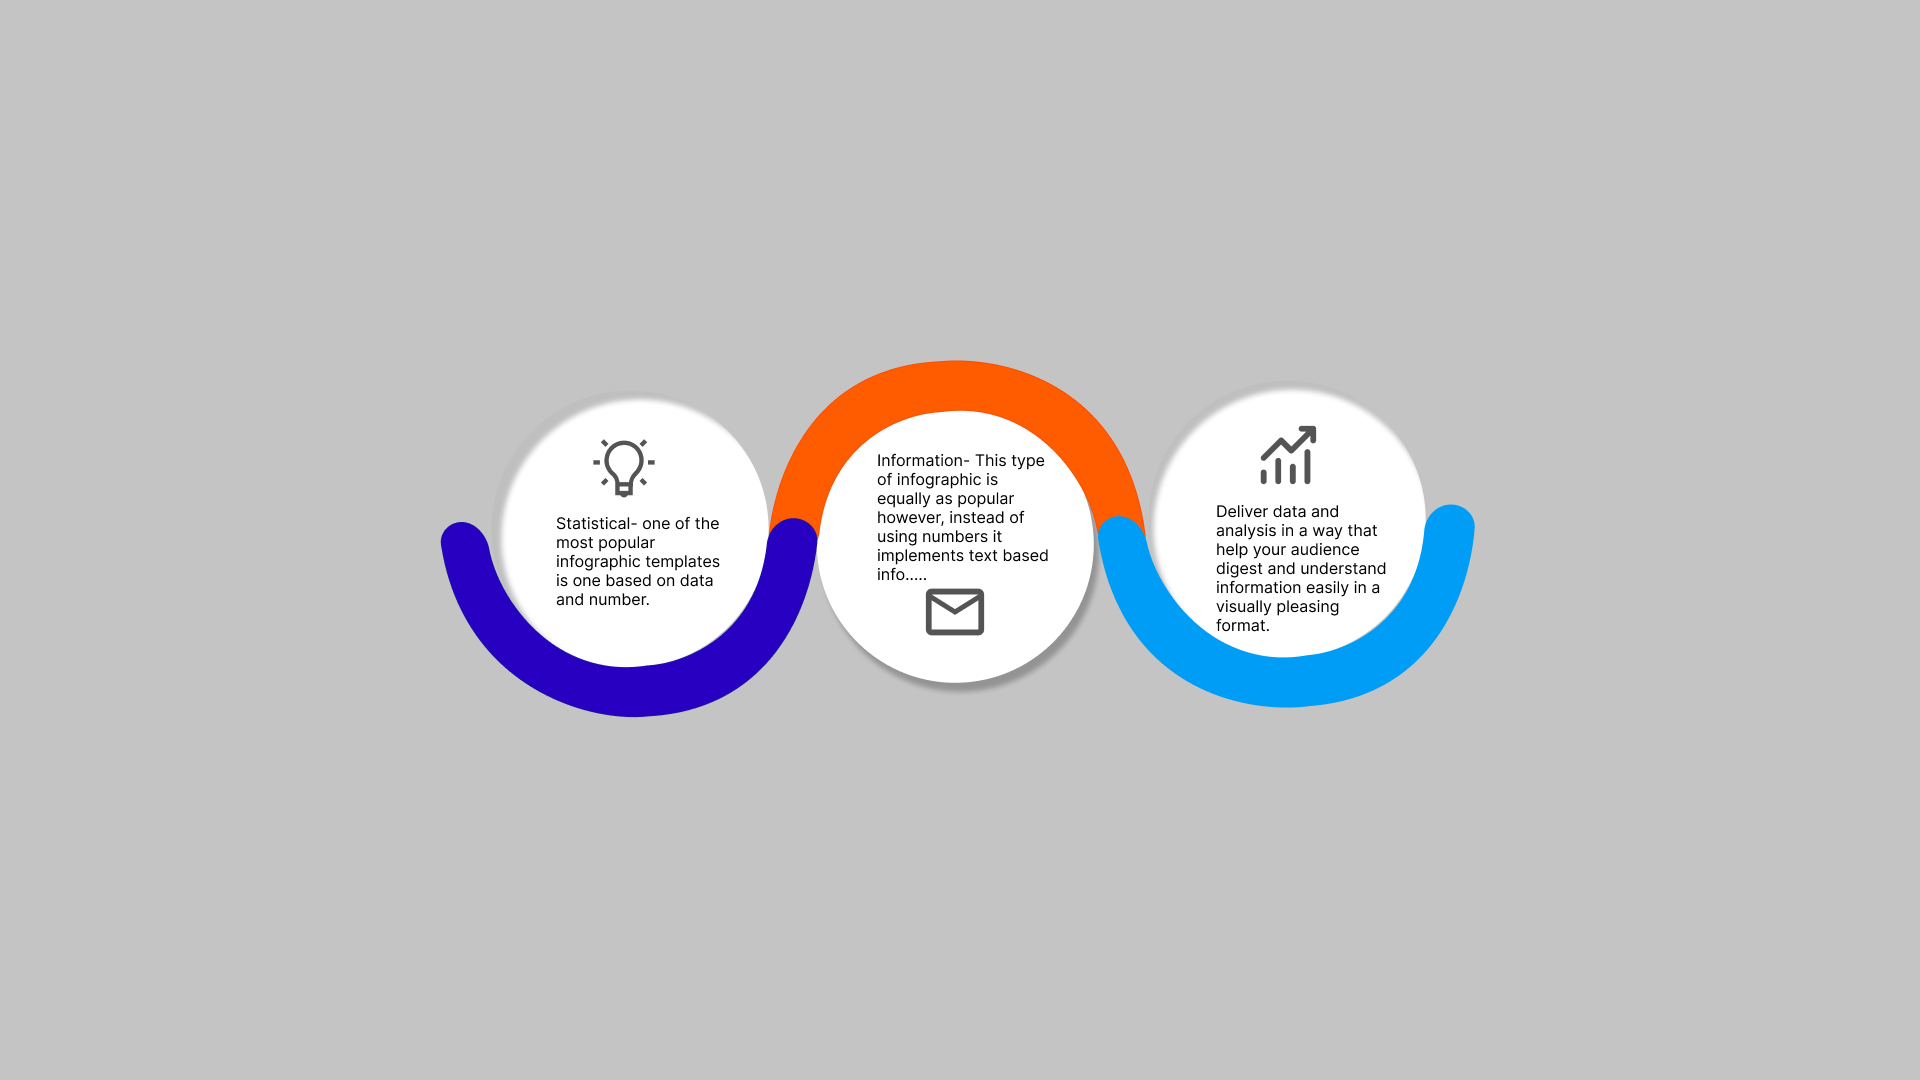 Statistical- one of the
most popular
infographic templates
is one based on data
and number.
Information- This type
of infographic is
equally as popular
however, instead of
using numbers it
implements text based
info.....
Deliver data and
analysis in a way that
help your audience
digest and understand
information easily in a
visually pleasing
format.